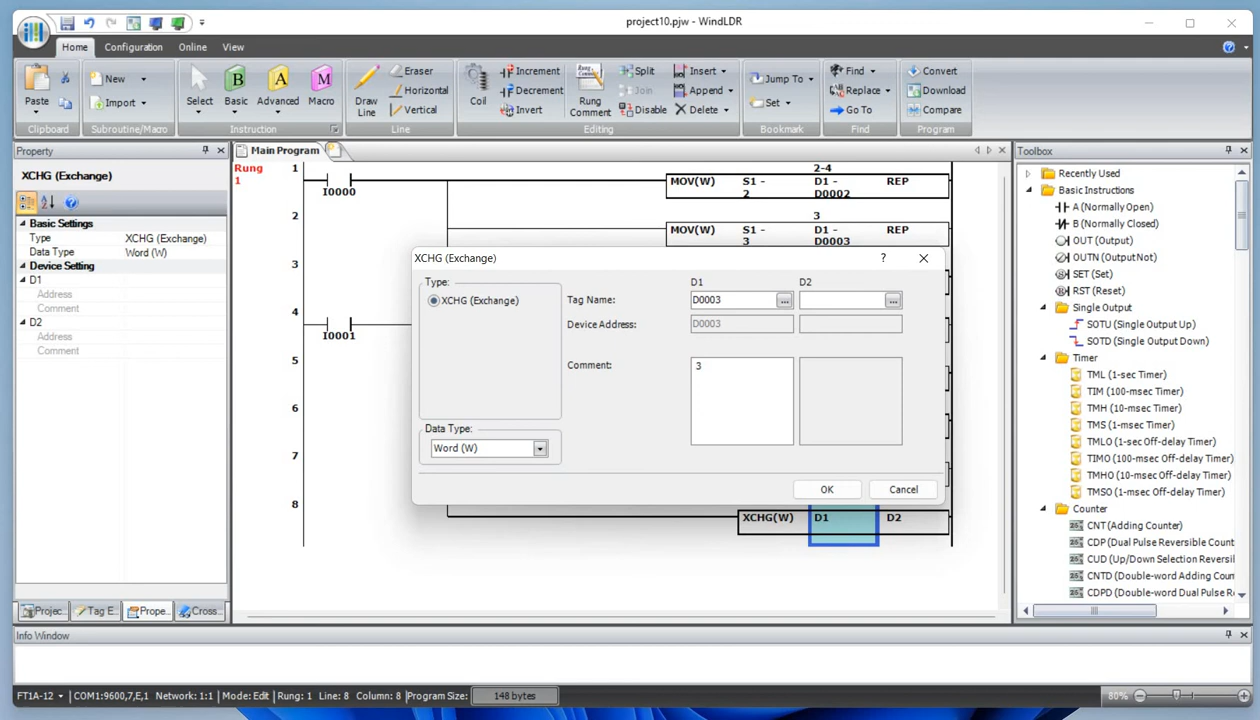 project10.pjw - WindLDR
Home
Configuration
Online
View
Paste
Clipboard
New
Import
Subroutine/Macro
Select
B
Basic
A
Advanced
M
Macro
Instruction
Draw
Line
Eraser
Horizontal
Vertical
Line
Coil
Increment
Decrement
Invert
Rung
Comment
Split
Join
Disable
Insert
Append
Delete
Editing
Jump To
Set
Bookmark
Find
Replace
Go To
Find
Convert
Download
Compare
Program
Property
XCHG (Exchange)
Basic Settings
Type XCHG (Exchange)
Data Type Word (W)
Device Setting
D1
Address
Comment
D2
Address
Comment
Projec
Tag E
Prope
Cross
Main Program
Rung
1
1
2
3
4
5
6
7
8
I0000
I0001
2-4
MOV(W) S1 - D1 - REP
2 D0002
3
MOV(W) S1 - D1 - REP
3 D0003
XCHG(W) D1 D2
XCHG (Exchange)
?
Type:
XCHG (Exchange)
Data Type:
Word (W)
D1 D2
Tag Name: D0003 ... ...
Device Address: D0003
Comment: 3
OK
Cancel
Toolbox
Recently Used
Basic Instructions
A (Normally Open)
B (Normally Closed)
OUT (Output)
OUTN (OutputNot)
SET (Set)
RST (Reset)
Single Output
SOTU (Single Output Up)
SOTD (Single Output Down)
Timer
TML (1-sec Timer)
TIM (100-msec Timer)
TMH (10-msec Timer)
TMS (1-msec Timer)
TMLO (1-sec Off-delay Timer)
TIMO (100-msec Off-delay Timer)
TMHO (10-msec Off-delay Timer)
TMSO (1-msec Off-delay Timer)
Counter
CNT (Adding Counter)
CDP (Dual Pulse Reversible Count
CUD (Up/Down Selection Reversil
CNTD (Double-word Adding Coun
CDPD (Double-word Dual Pulse Re
Info Window
FT1A-12 COM1:9600,7,E,1 Network: 1:1 Mode: Edit Rung: 1 Line: 8 Column: 8 Program Size: 148 bytes 80%